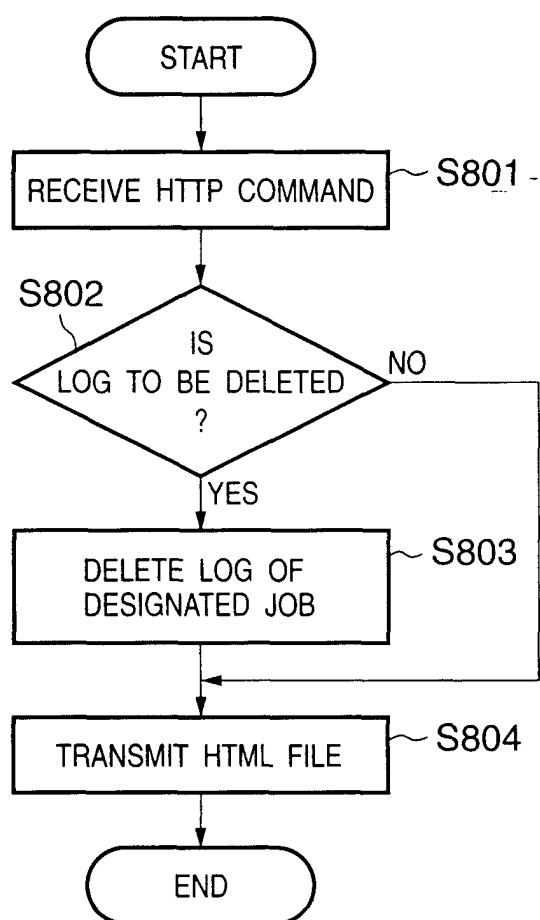 START
RECEIVE HTTP COMMAND
S801
S802
IS
LOG TO BE DELETED
?
NO
YES
DELETE LOG OF
DESIGNATED JOB
S803
TRANSMIT HTML FILE
S804
END